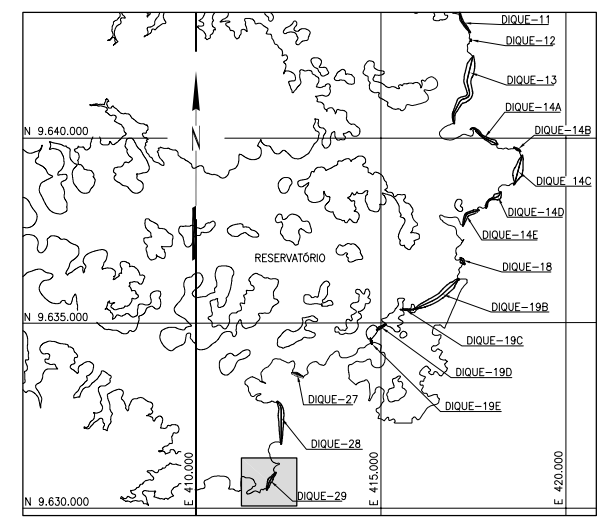 DIQUE-11
DIQUE-12
DIQUE-13
DIQUE-14A
N 9.640.000
N
DIQUE-14B
DIQUE 14C
DIQUE-14D
DIQUE-14E
RESERVATÓRIO
DIQUE-18
DIQUE-19B
N 9.635.000
DIQUE-19C
DIQUE-19D
DIQUE-27
DIQUE-19E
DIQUE-28
E 410.000
E 415.000
E 420.000
DIQUE-29
N 9.630.000